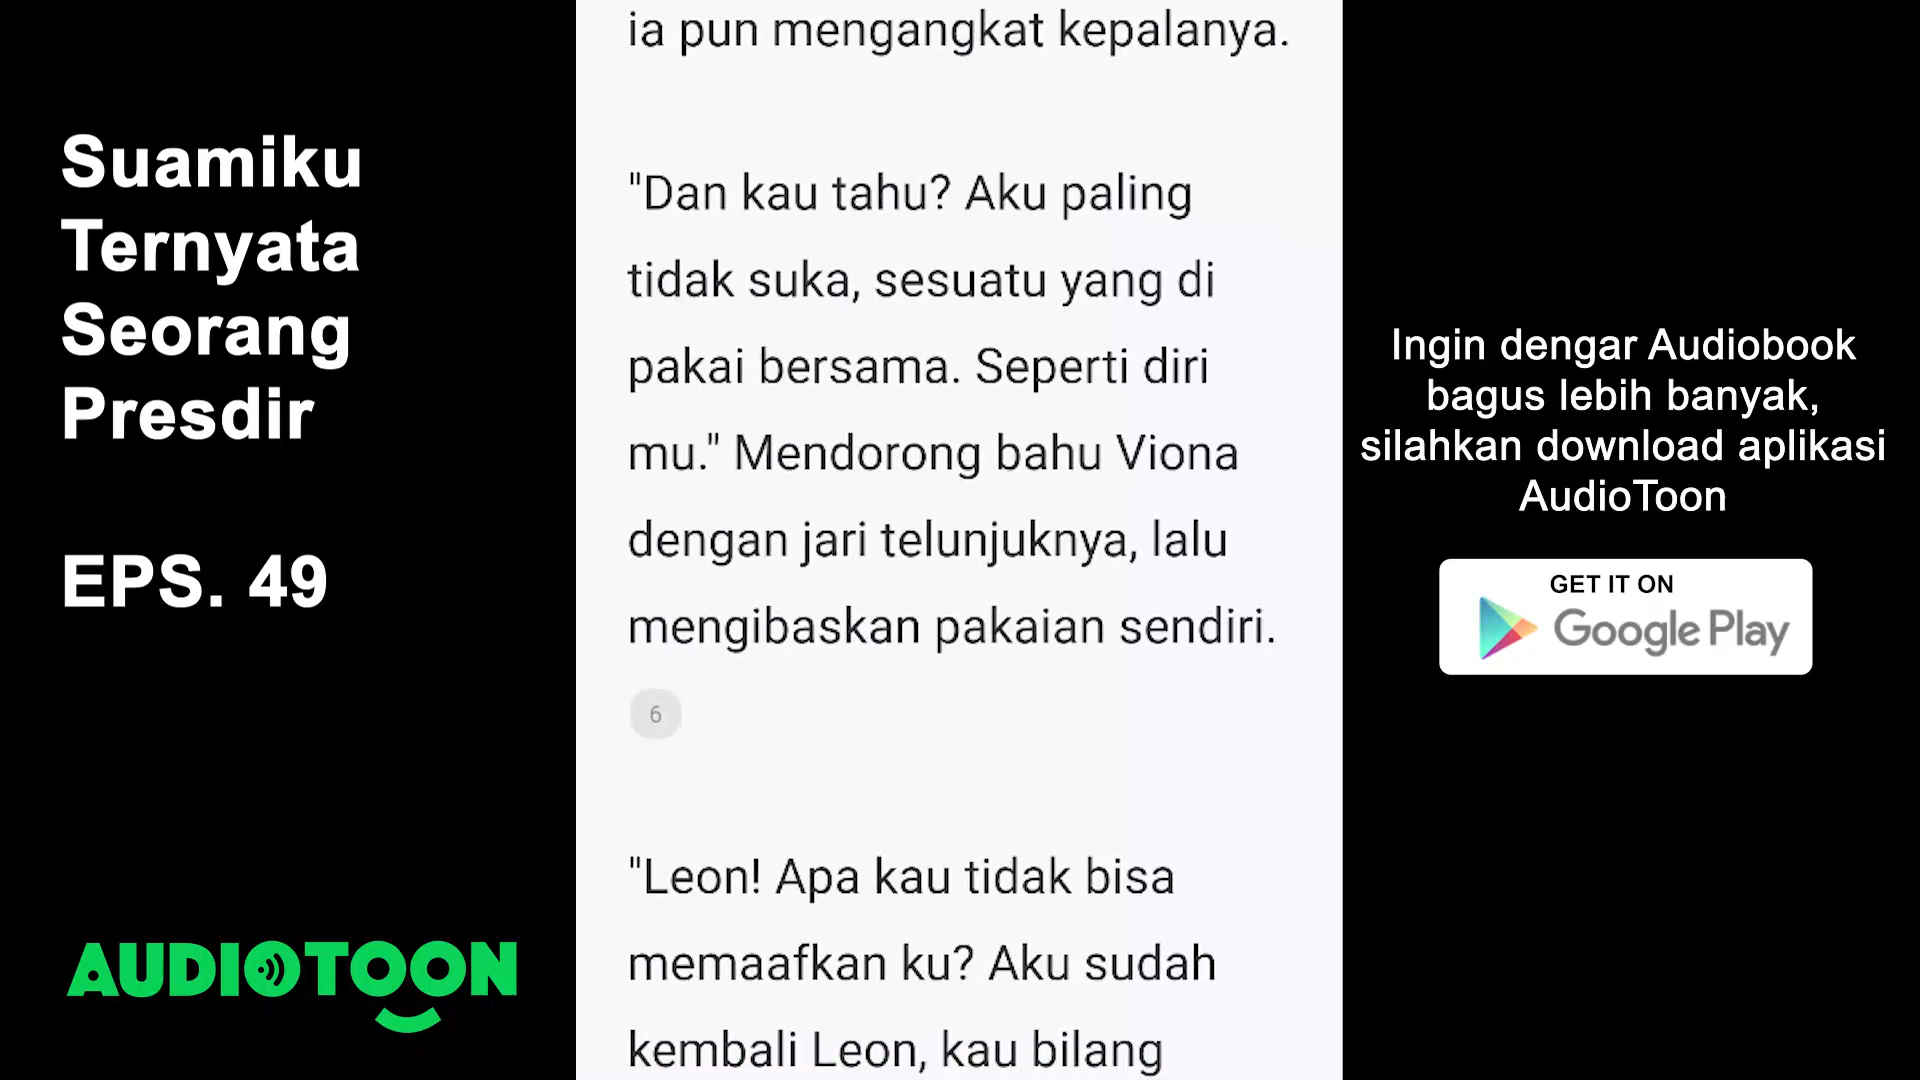 Suamiku
Ternyata
Seorang
Presdir
EPS. 49
AUDIOTOON
ia pun mengangkat kepalanya.
"Dan kau tahu? Aku paling
tidak suka, sesuatu yang di
pakai bersama. Seperti diri
mu." Mendorong bahu Viona
dengan jari telunjuknya, lalu
mengibaskan pakaian sendiri.
6
"Leon! Apa kau tidak bisa
memaafkan ku? Aku sudah
kembali Leon, kau bilang
Ingin dengar Audiobook
bagus lebih banyak,
silahkan download aplikasi
AudioToon
GET IT ON
Google Play